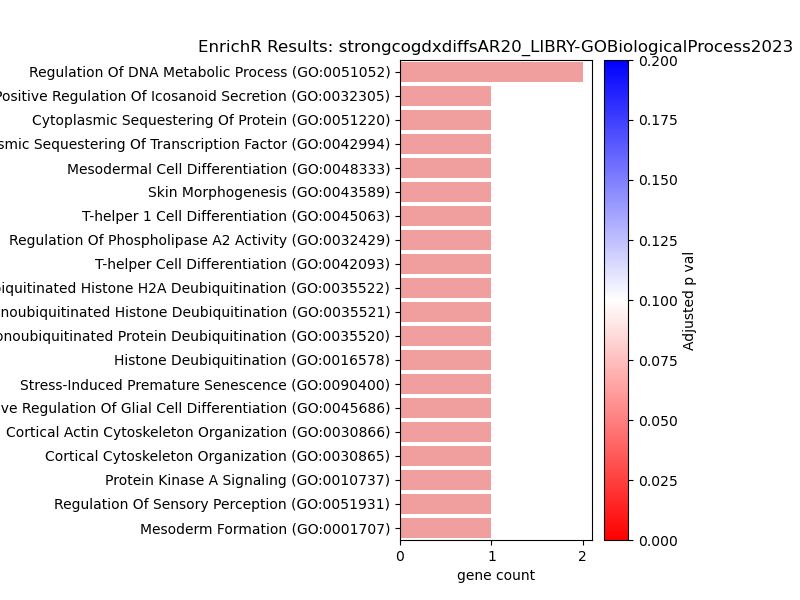 EnrichR Results: strongcogdxdiffsAR20_LIBRY-GOBiologicalProcess2023
Regulation Of DNA Metabolic Process (GO:0051052)
Positive Regulation Of Icosanoid Secretion (GO:0032305)
Cytoplasmic Sequestering Of Protein (GO:0051220)
smic Sequestering Of Transcription Factor (GO:0042994)
Mesodermal Cell Differentiation (GO:0048333)
Skin Morphogenesis (GO:0043589)
T-helper 1 Cell Differentiation (GO:0045063)
Regulation Of Phospholipase A2 Activity (GO:0032429)
T-helper Cell Differentiation (GO:0042093)
iquitinated Histone H2A Deubiquitination (GO:0035522)
noubiquitinated Histone Deubiquitination (GO:0035521)
onoubiquitinated Protein Deubiquitination (GO:0035520)
Histone Deubiquitination (GO:0016578)
Stress-Induced Premature Senescence (GO:0090400)
ve Regulation Of Glial Cell Differentiation (GO:0045686)
Cortical Actin Cytoskeleton Organization (GO:0030866)
Cortical Cytoskeleton Organization (GO:0030865)
Protein Kinase A Signaling (GO:0010737)
Regulation Of Sensory Perception (GO:0051931)
Mesoderm Formation (GO:0001707)
0 1 2
gene count
0.200
0.175
0.150
0.125
0.100
0.075
0.050
0.025
0.000
Adjusted p val